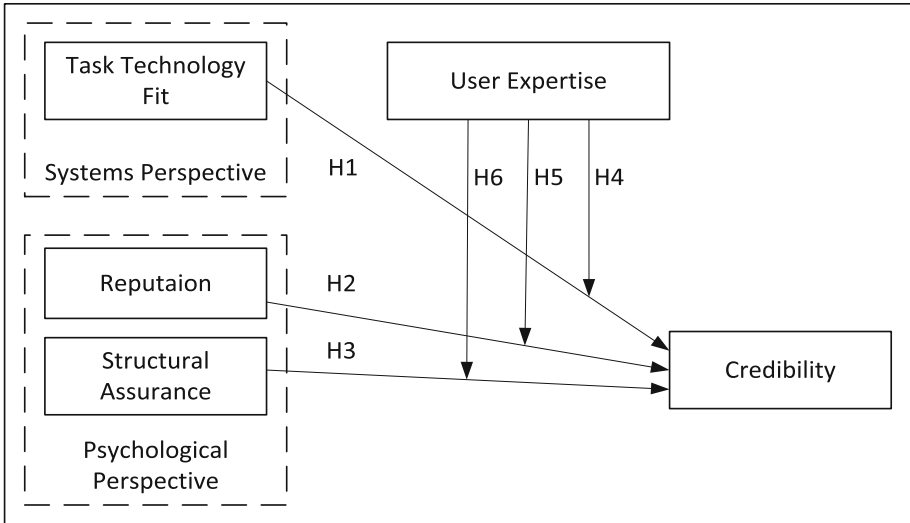 Task Technology
Fit
Systems Perspective
User Expertise
H1
H6
H5
H4
Reputaion
H2
Structural
Assurance
H3
Psychological
Perspective
Credibility